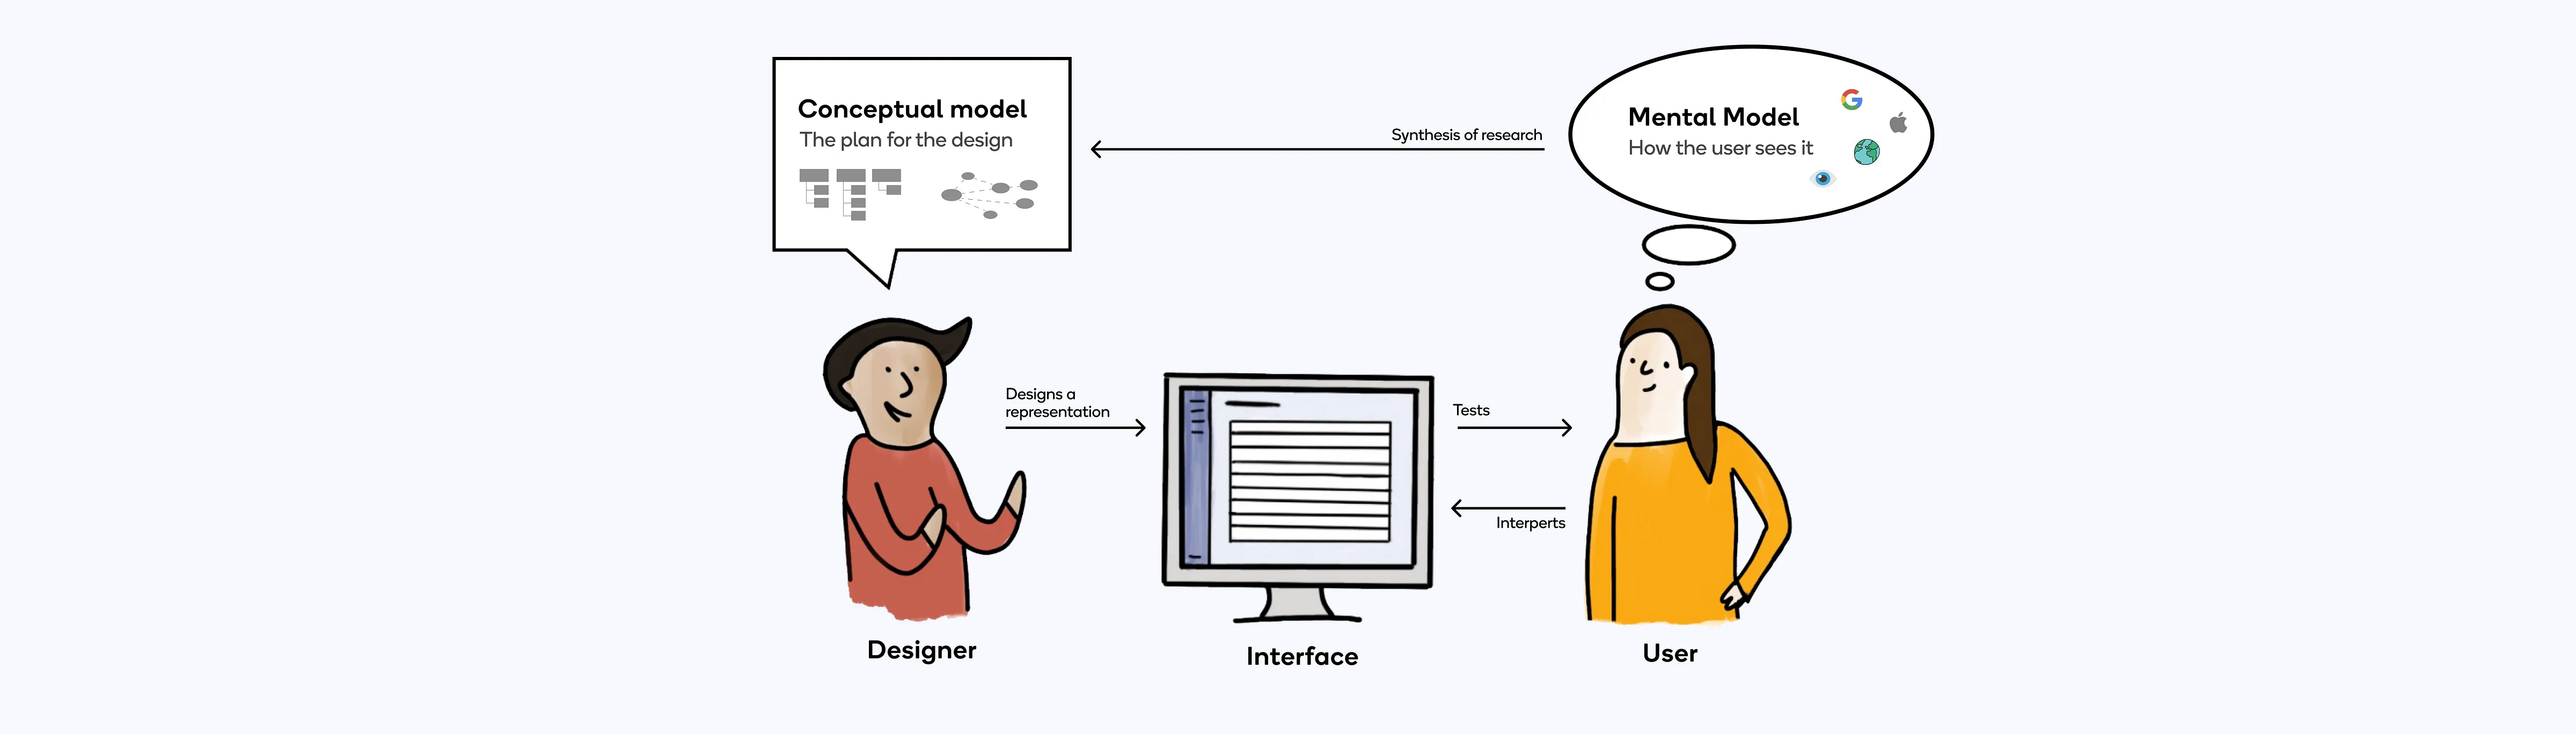 Conceptual model
The plan for the design
Synthesis of research
Mental Model
How the user sees it
Designs a
representation
Tests
Interperts
Designer
Interface
User